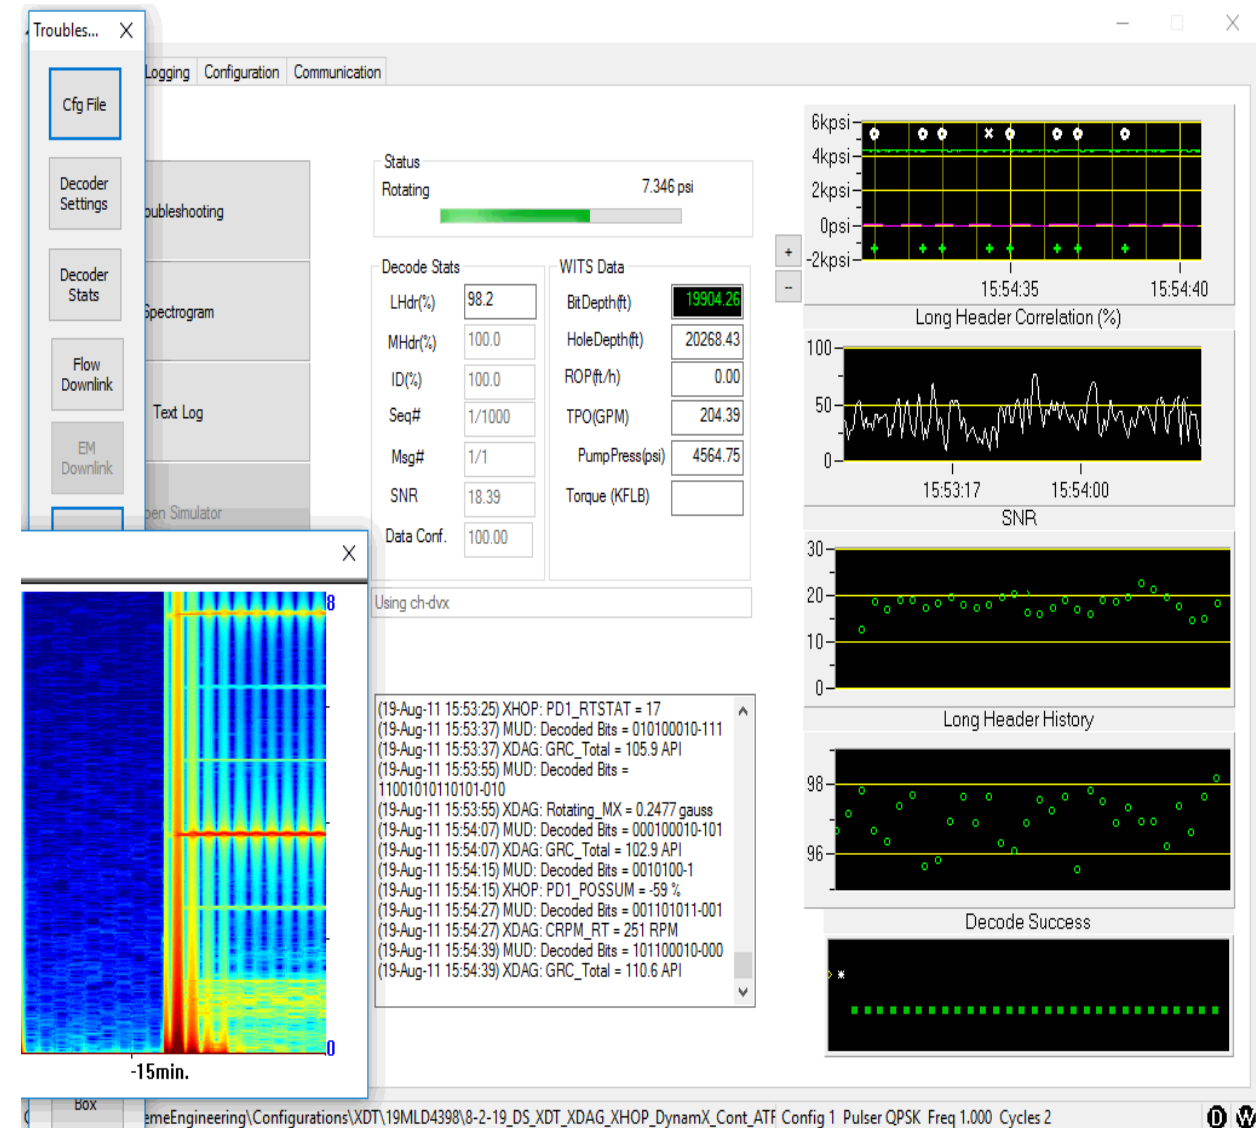 Troubles...
Cfg File
Decoder
Settings
Decoder
Stats
Flow
Downlink
EM
Downlink
Box
Logging Configuration Communication
oubleshooting
Spectrogram
Text Log
pen Simulator
Status
Rotating 7.346 psi
Decode Stats
LHdr(%) 98.2
MHdr(%) 100.0
ID(%) 100.0
Seq# 1/1000
Msg# 1/1
SNR 18.39
Data Conf. 100.00
WITS Data
BitDepth(ft) 19904.26
HoleDepth(ft) 20268.43
ROP(ft/h) 0.00
TPO(GPM) 204.39
PumpPress(psi) 4564.75
Torque (KFLB)
Using ch-dvx
(19-Aug-11 15:53:25) XHOP: PD1_RTSTAT = 17
(19-Aug-11 15:53:37) MUD: Decoded Bits = 010100010-111
(19-Aug-11 15:53:37) XDAG: GRC_Total = 105.9 API
(19-Aug-11 15:53:55) MUD: Decoded Bits =
11001010110101-010
(19-Aug-11 15:53:55) XDAG: Rotating_MX = 0.2477 gauss
(19-Aug-11 15:54:07) MUD: Decoded Bits = 000100010-101
(19-Aug-11 15:54:07) XDAG: GRC_Total = 102.9 API
(19-Aug-11 15:54:15) MUD: Decoded Bits = 0010100-1
(19-Aug-11 15:54:15) XHOP: PD1_POSSUM = -59 %
(19-Aug-11 15:54:27) MUD: Decoded Bits = 001101011-001
(19-Aug-11 15:54:27) XDAG: CRPM_RT = 251 RPM
(19-Aug-11 15:54:39) MUD: Decoded Bits = 101100010-000
(19-Aug-11 15:54:39) XDAG: GRC_Total = 110.6 API
8
0
-15min.
+
-
6kpsi
4kpsi
2kpsi
0psi
-2kpsi
15:54:35 15:54:40
Long Header Correlation (%)
100
50
0
15:53:17 15:54:00
SNR
30
20
10
0
Long Header History
98
96
Decode Success
emeEngineering\Configurations\XDT\19MLD4398\8-2-19_DS_XDT_XDAG_XHOP_DynamX_Cont_ATF Config 1 Pulser QPSK Freq 1.000 Cycles 2
D W